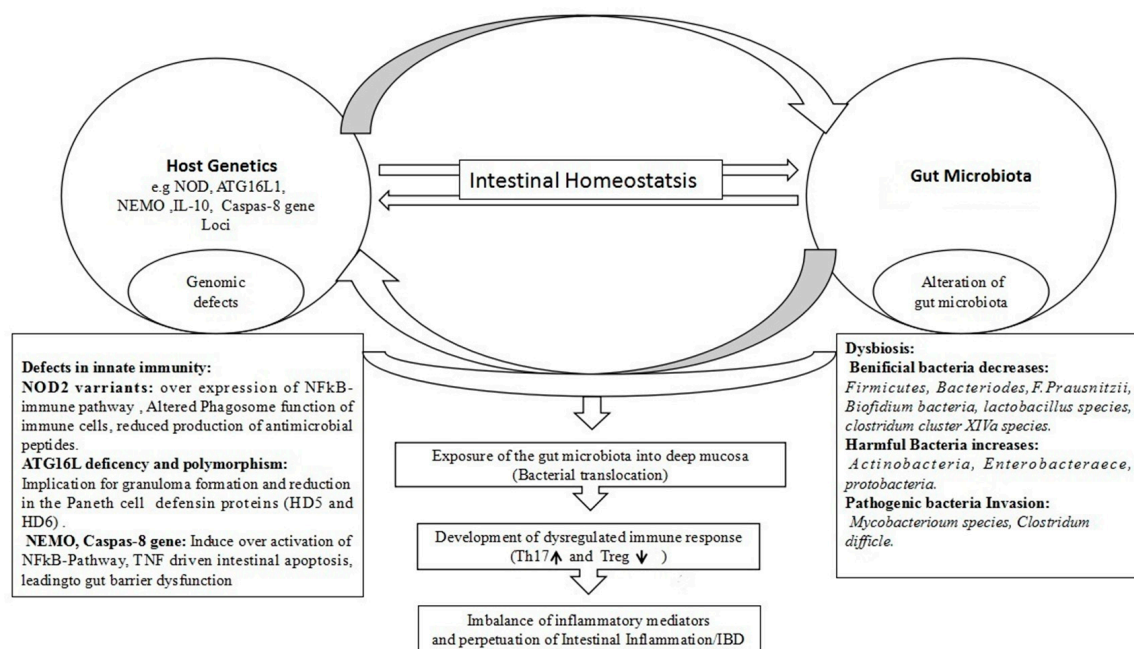 Host Genetics
e.g NOD, ATG16L1,
NEMO ,IL-10, Caspas-8 gene
Loci
Genomic
defects
Intestinal Homeostatsis
Gut Microbiota
Alteration of
gut microbiota
Defects in innate immunity:
NOD2 varriants: over expression of NFkB-
immune pathway , Altered Phagosome function of
immune cells, reduced production of antimicrobial
peptides.
ATG16L deficency and polymorphism:
Implication for granuloma formation and reduction
in the Paneth cell defensin proteins (HD5 and
HD6) .
NEMO, Caspas-8 gene: Induce over activation of
NFkB-Pathway, TNF driven intestinal apoptosis,
leadingto gut barrier dysfunction
Exposure of the gut microbiota into deep mucosa
(Bacterial translocation)
Development of dysregulated immune response
(Th17↑ and Treg ↓ )
Imbalance of inflammatory mediators
and perpetuation of Intestinal Inflammation/IBD
Dysbiosis:
Benificial bacteria decreases:
Firmicutes, Bacteriodes, F.Prausnitzii,
Biofidium bacteria, lactobacillus species,
clostridum cluster XIVa species.
Harmful Bacteria increases:
Actinobacteria, Enterobacteraece,
protobacteria.
Pathogenic bacteria Invasion:
Mycobacterioum species, Clostridum
difficle.